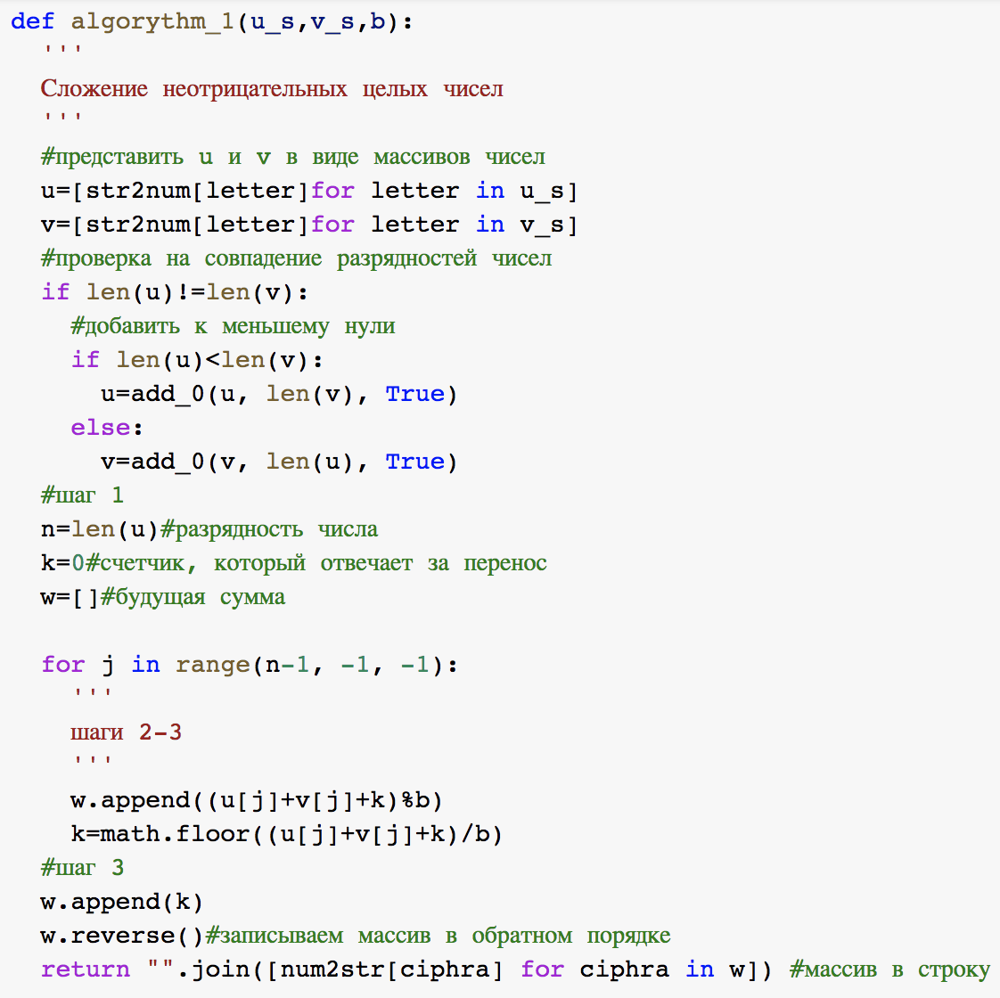 def algorythm_1(u_s,v_s,b):
'''
Сложение неотрицательных целых чисел
'''
#представить u и v в виде массивов чисел
u=[str2num[letter]for letter in u_s]
v=[str2num[letter]for letter in v_s]
#проверка на совпадение разрядностей чисел
if len(u)!=len(v):
#добавить к меньшему нули
if len(u)<len(v):
u=add_0(u, len(v), True)
else:
v=add_0(v, len(u), True)
#шаг 1
n=len(u)#разрядность числа
k=0#счетчик, который отвечает за перенос
w=[]#будущая сумма
for j in range(n-1, -1, -1):
'''
шаги 2-3
'''
w.append((u[j]+v[j]+k)%b)
k=math.floor((u[j]+v[j]+k)/b)
#шаг 3
w.append(k)
w.reverse()#записываем массив в обратном порядке
return "".join([num2str[ciphra] for ciphra in w]) #массив в строку